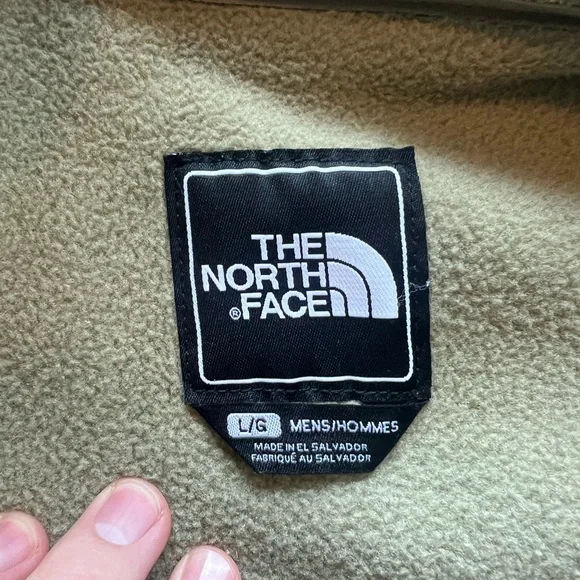 THE
NORTH
®FACE
L/G MENS/HOMMES
MADE IN EL SALVADOR
FABRIQUÉ AU SALVADOR